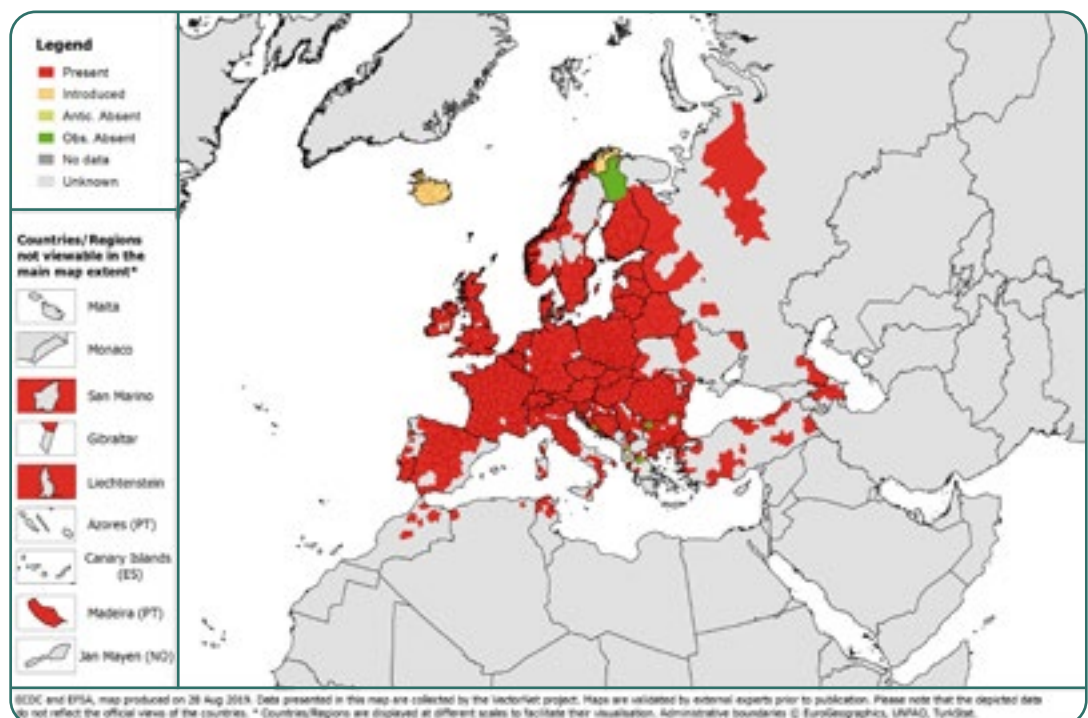 Legend
Present
Introduced
Antic. Absent
Obs. Absent
No data
Unknown
Countries/Regions
not viewable in the
main map extent*
Malta
Monaco
San Marino
Gibraltar
Liechtenstein
Azores (PT)
Canary Islands
(ES)
Madeira (PT)
Jan Mayen (NO)
ECDC and EFSA, map produced on 28 Aug 2019. Data presented in this map are collected by the VectorNet project. Maps are validated by external experts prior to publication. Please note that the depicted data
do not reflect the official views of the countries. * Countries/Regions are displayed at different scales to facilitate their visualisation. Administrative boundaries © EuroGeographics, UNFAO, TurkStat.